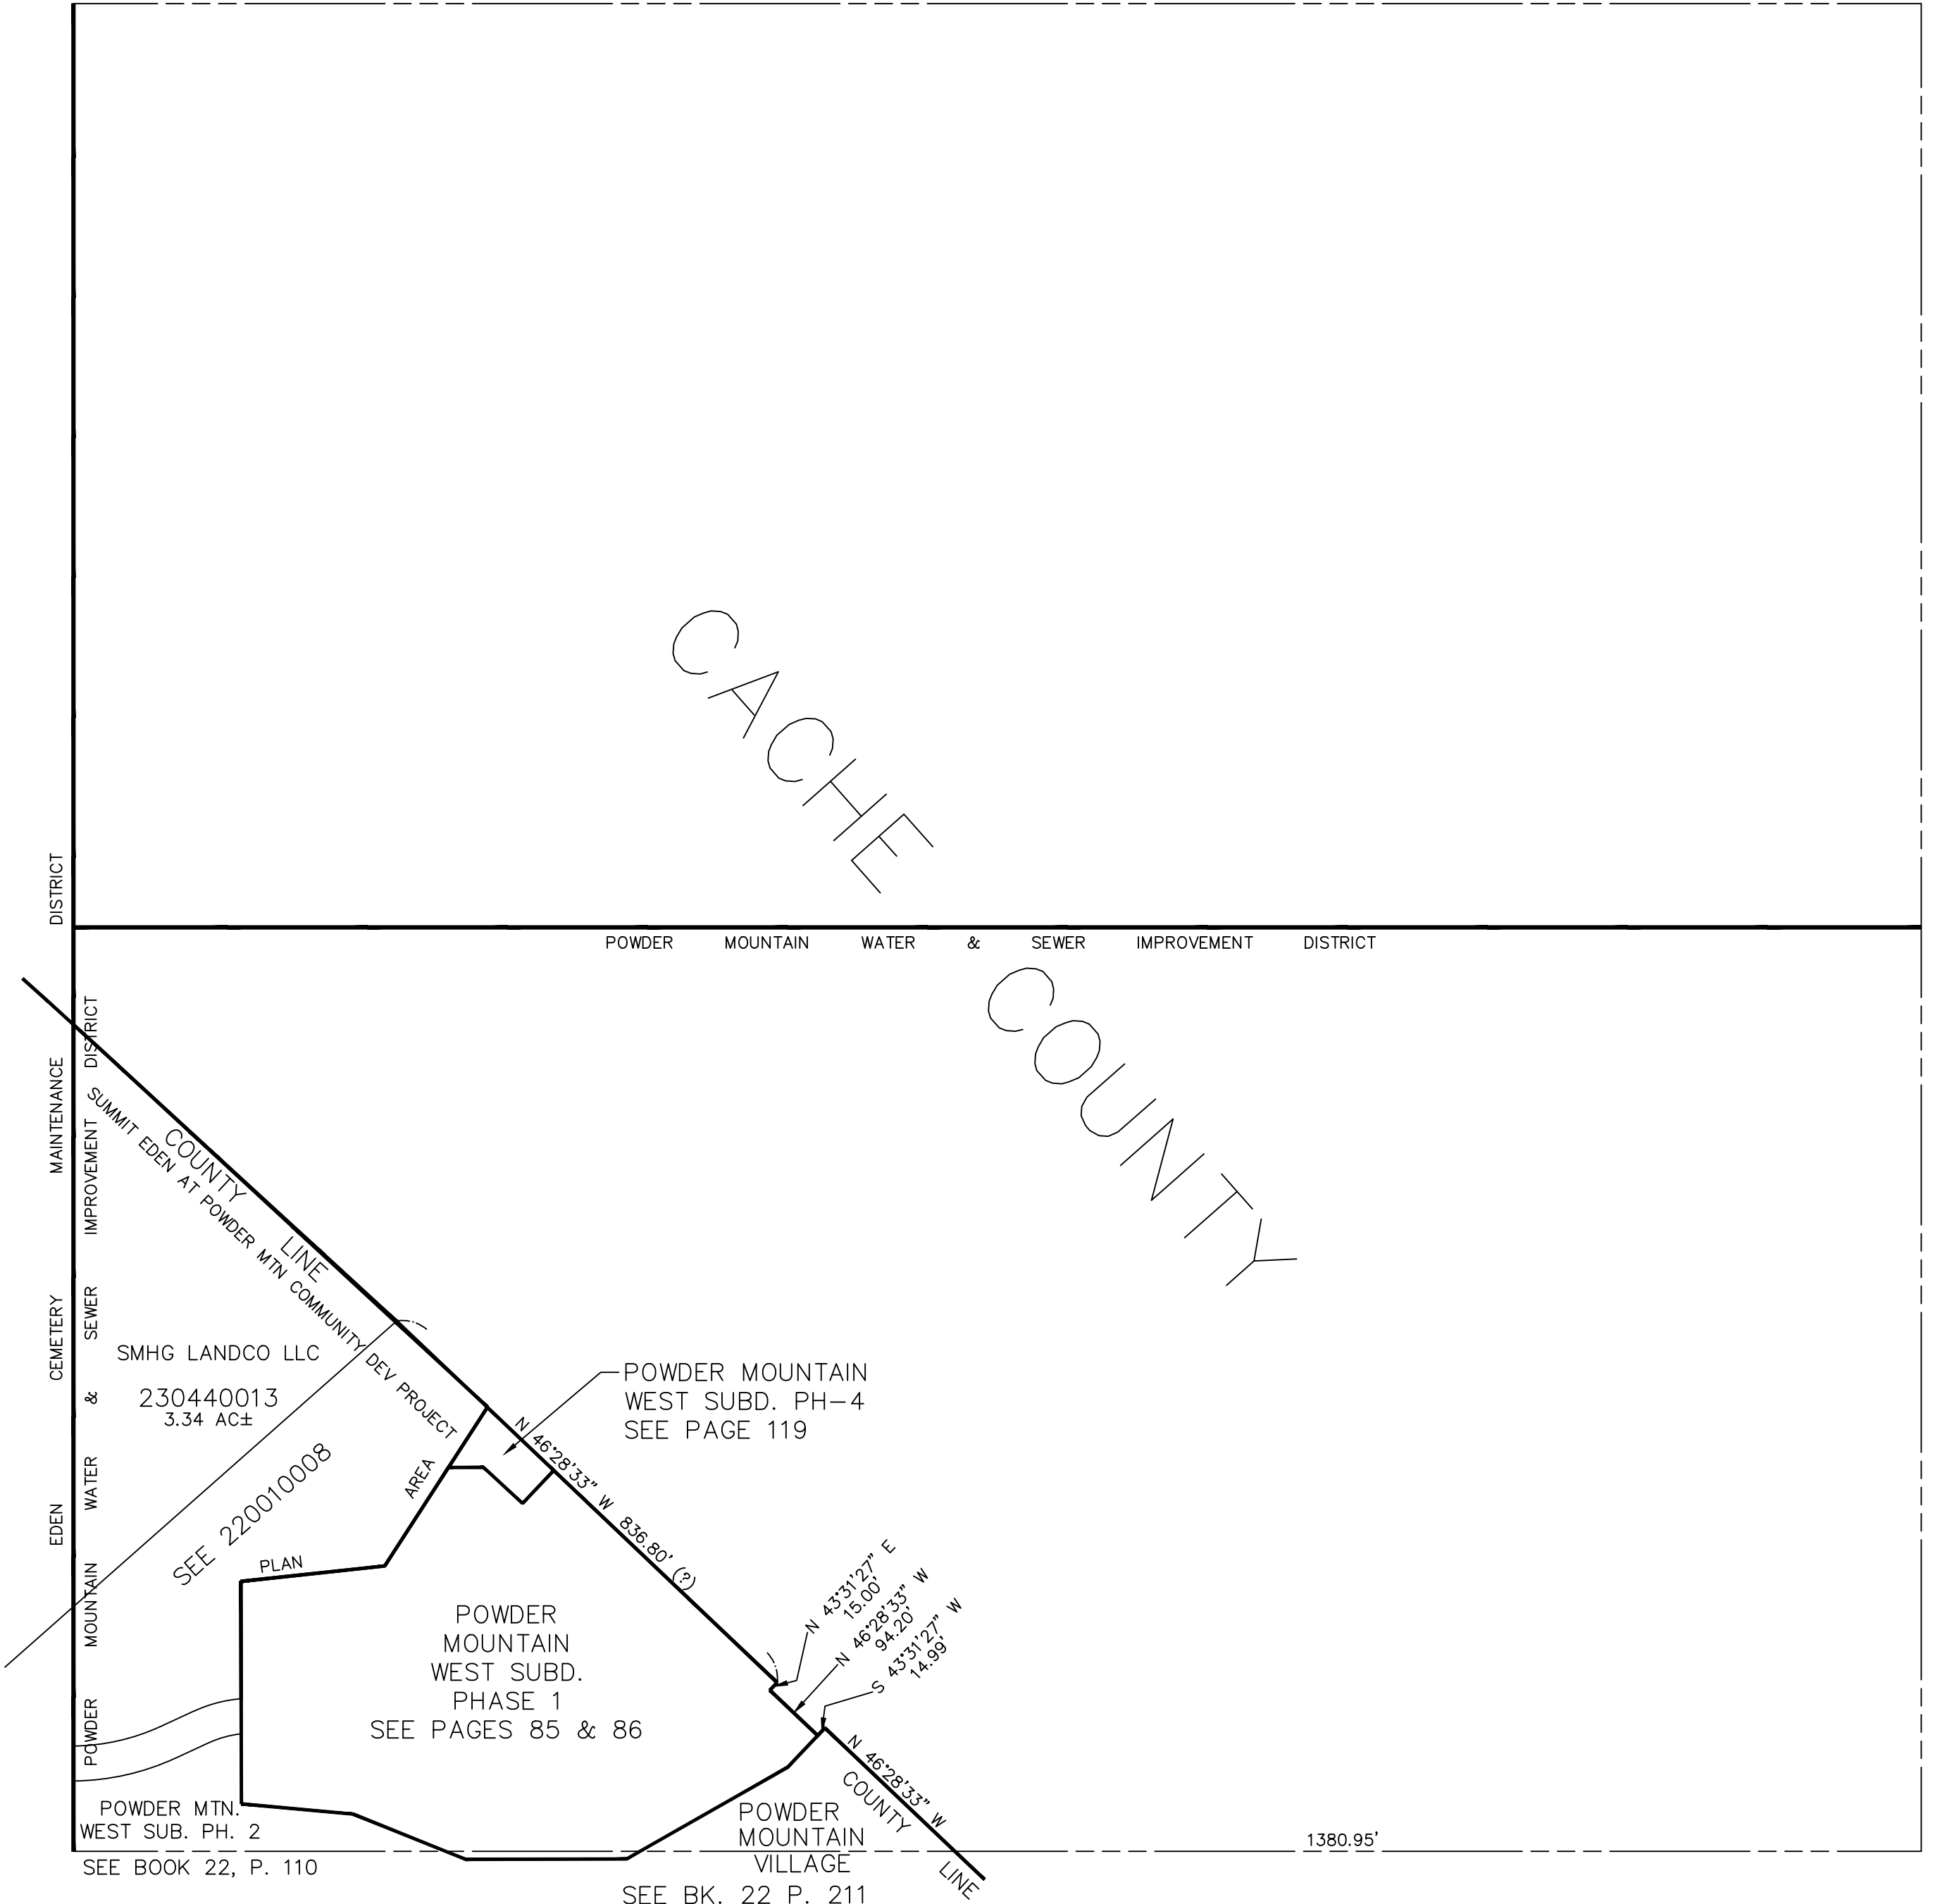 CACHE
COUNTY
POWDER MOUNTAIN WATER & SEWER IMPROVEMENT DISTRICT
EDEN CEMETERY MAINTENANCE DISTRICT
POWDER MOUNTAIN WATER & SEWER IMPROVEMENT DISTRICT
COUNTY LINE
SUMMIT EDEN AT POWDER MTN COMMUNITY DEV PROJECT
AREA
PLAN
SMHG LANDCO LLC
230440013
3.34 AC±
SEE 220010008
POWDER MOUNTAIN
WEST SUBD. PH-4
SEE PAGE 119
N 46°28'33" W 836.80' (?)
N 43°31'27" E
15.00'
N 46°28'33" W
94.20'
S 43°31'27" W
14.99'
POWDER
MOUNTAIN
WEST SUBD.
PHASE 1
SEE PAGES 85 & 86
N 46°28'33" W
COUNTY LINE
POWDER MTN.
WEST SUB. PH. 2
SEE BOOK 22, P. 110
POWDER
MOUNTAIN
VILLAGE
SEE BK. 22 P. 211
1380.95'